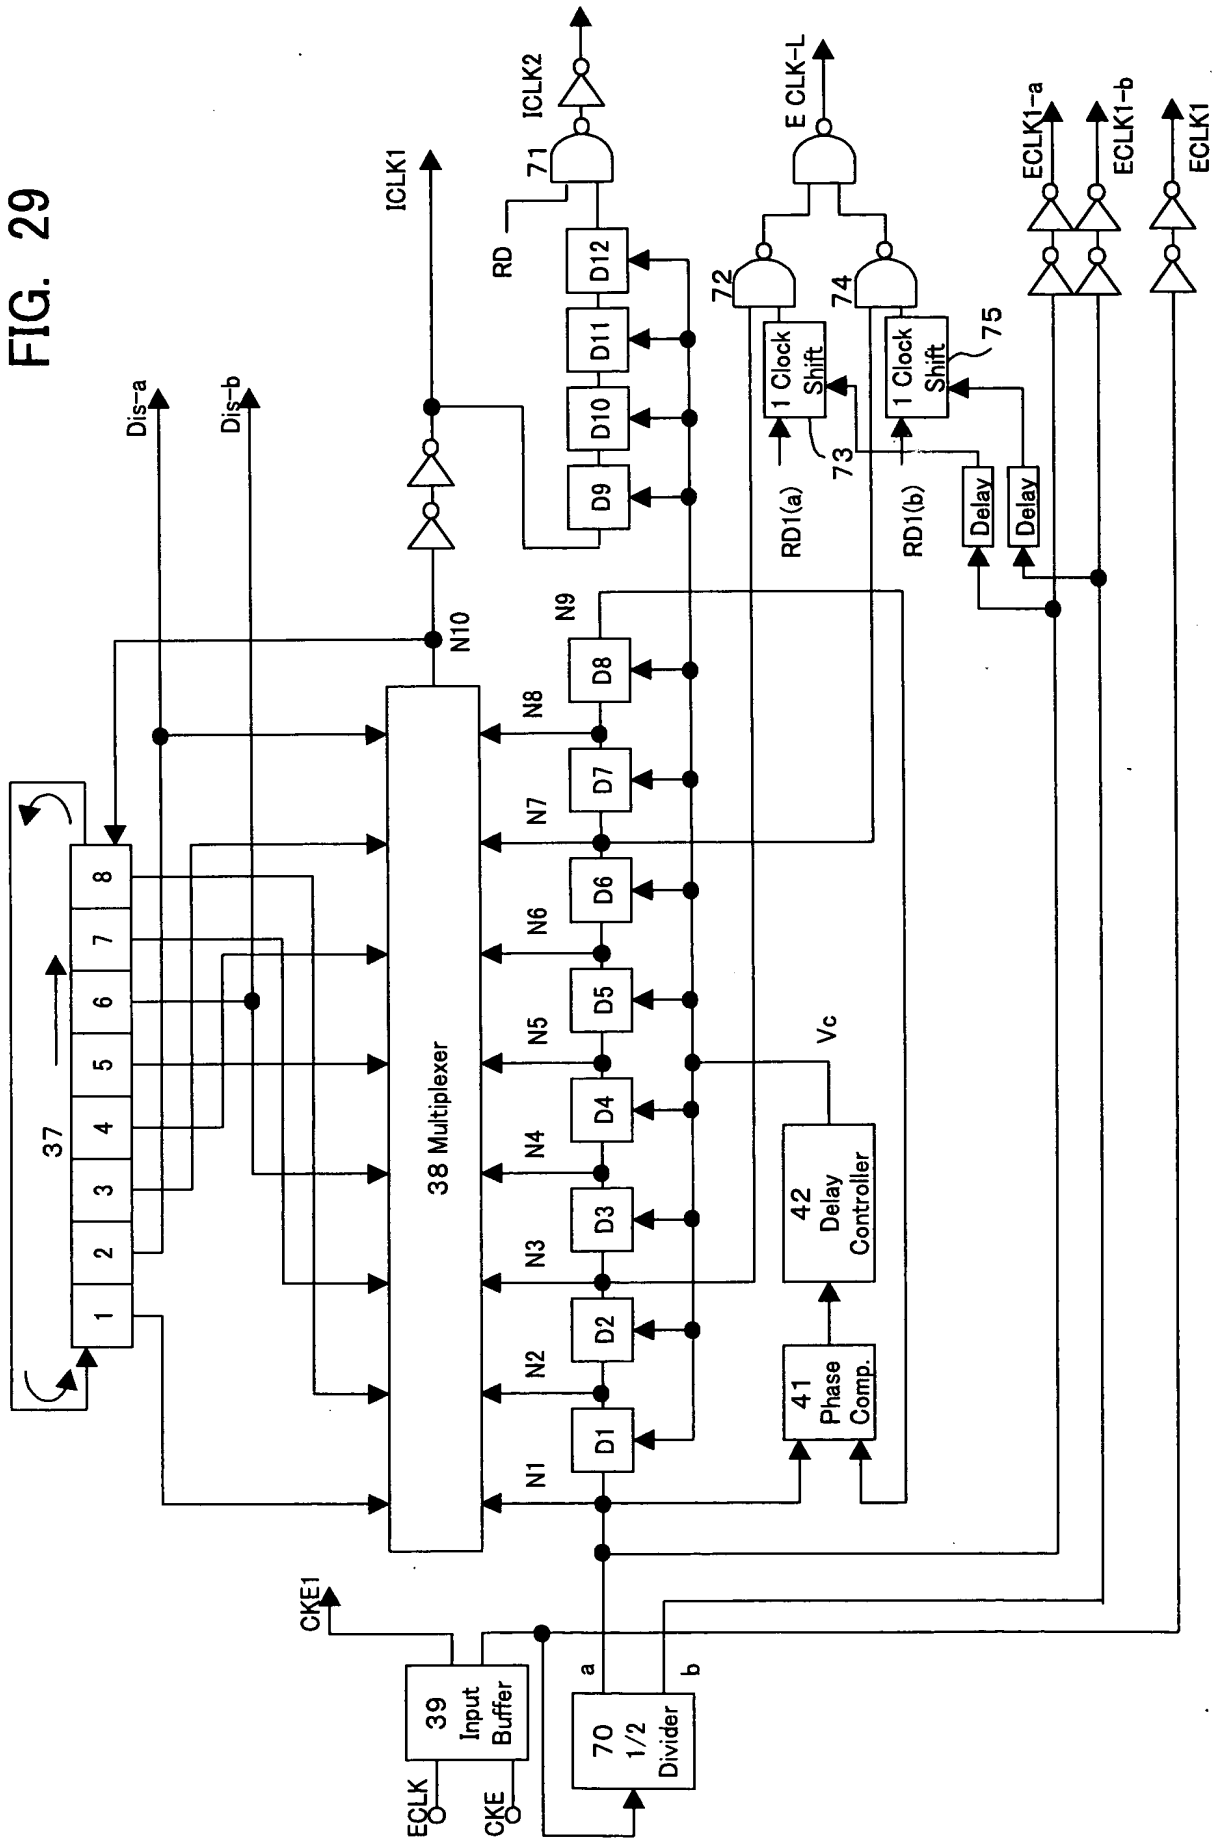 FIG. 29
Dis-a
Dis-b
ICLK1
ICLK2
E CLK-L
ECLK1-a
ECLK1-b
ECLK1
37
1 2 3 4 5 6 7 8
N10
38 Multiplexer
N1
N2
N3
N4
N5
N6
N7
N8
N9
D1
D2
D3
D4
D5
D6
D7
D8
D9
D10
D11
D12
RD
71
72
74
1 Clock
Shift
73
1 Clock
Shift
75
RD1(a)
RD1(b)
Delay
Delay
Vc
41
Phase
Comp.
42
Delay
Controller
CKE1
39
Input
Buffer
ECLK
CKE
a
b
70
1/2
Divider